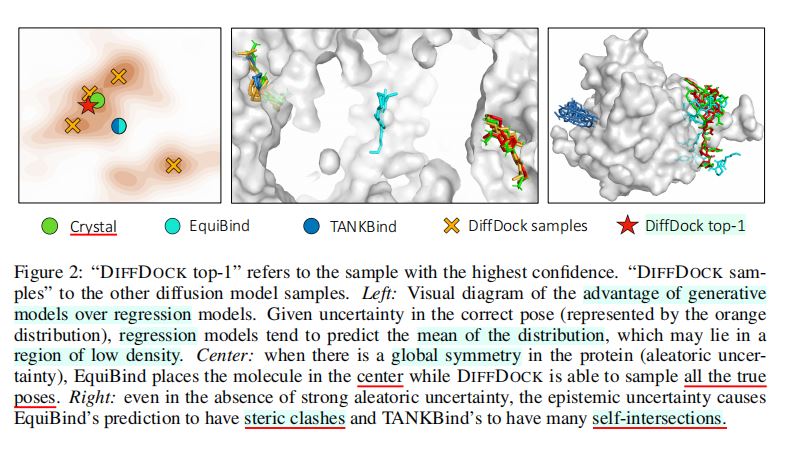 Crystal EquiBind TANKBind DiffDock samples DiffDock top-1
Figure 2: “DIFFDOCK top-1” refers to the sample with the highest confidence. “DIFFDOCK sam-
ples” to the other diffusion model samples. Left: Visual diagram of the advantage of generative
models over regression models. Given uncertainty in the correct pose (represented by the orange
distribution), regression models tend to predict the mean of the distribution, which may lie in a
region of low density. Center: when there is a global symmetry in the protein (aleatoric uncer-
tainty), EquiBind places the molecule in the center while DIFFDOCK is able to sample all the true
poses. Right: even in the absence of strong aleatoric uncertainty, the epistemic uncertainty causes
EquiBind’s prediction to have steric clashes and TANKBind’s to have many self-intersections.